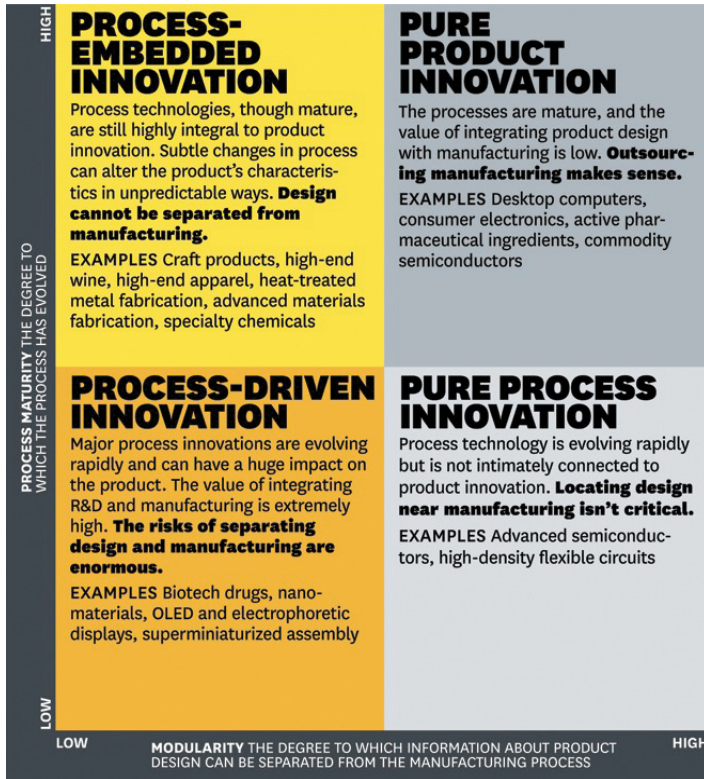 PROCESS-
EMBEDDED
INNOVATION
Process technologies, though mature,
are still highly integral to product
innovation. Subtle changes in process
can alter the product’s characteris-
tics in unpredictable ways. Design
cannot be separated from
manufacturing.
EXAMPLES Craft products, high-end
wine, high-end apparel, heat-treated
metal fabrication, advanced materials
fabrication, specialty chemicals
PURE
PRODUCT
INNOVATION
The processes are mature, and the
value of integrating product design
with manufacturing is low. Outsourc-
ing manufacturing makes sense.
EXAMPLES Desktop computers,
consumer electronics, active phar-
maceutical ingredients, commodity
semiconductors
PROCESS-DRIVEN
INNOVATION
Major process innovations are evolving
rapidly and can have a huge impact on
the product. The value of integrating
R&D and manufacturing is extremely
high. The risks of separating
design and manufacturing are
enormous.
EXAMPLES Biotech drugs, nano-
materials, OLED and electrophoretic
displays, superminiaturized assembly
PURE PROCESS
INNOVATION
Process technology is evolving rapidly
but is not intimately connected to
product innovation. Locating design
near manufacturing isn’t critical.
EXAMPLES Advanced semiconduc-
tors, high-density flexible circuits
HIGH
PROCESS MATURITY THE DEGREE TO
WHICH THE PROCESS HAS EVOLVED
LOW
LOW
MODULARITY THE DEGREE TO WHICH INFORMATION ABOUT PRODUCT
DESIGN CAN BE SEPARATED FROM THE MANUFACTURING PROCESS
HIGH